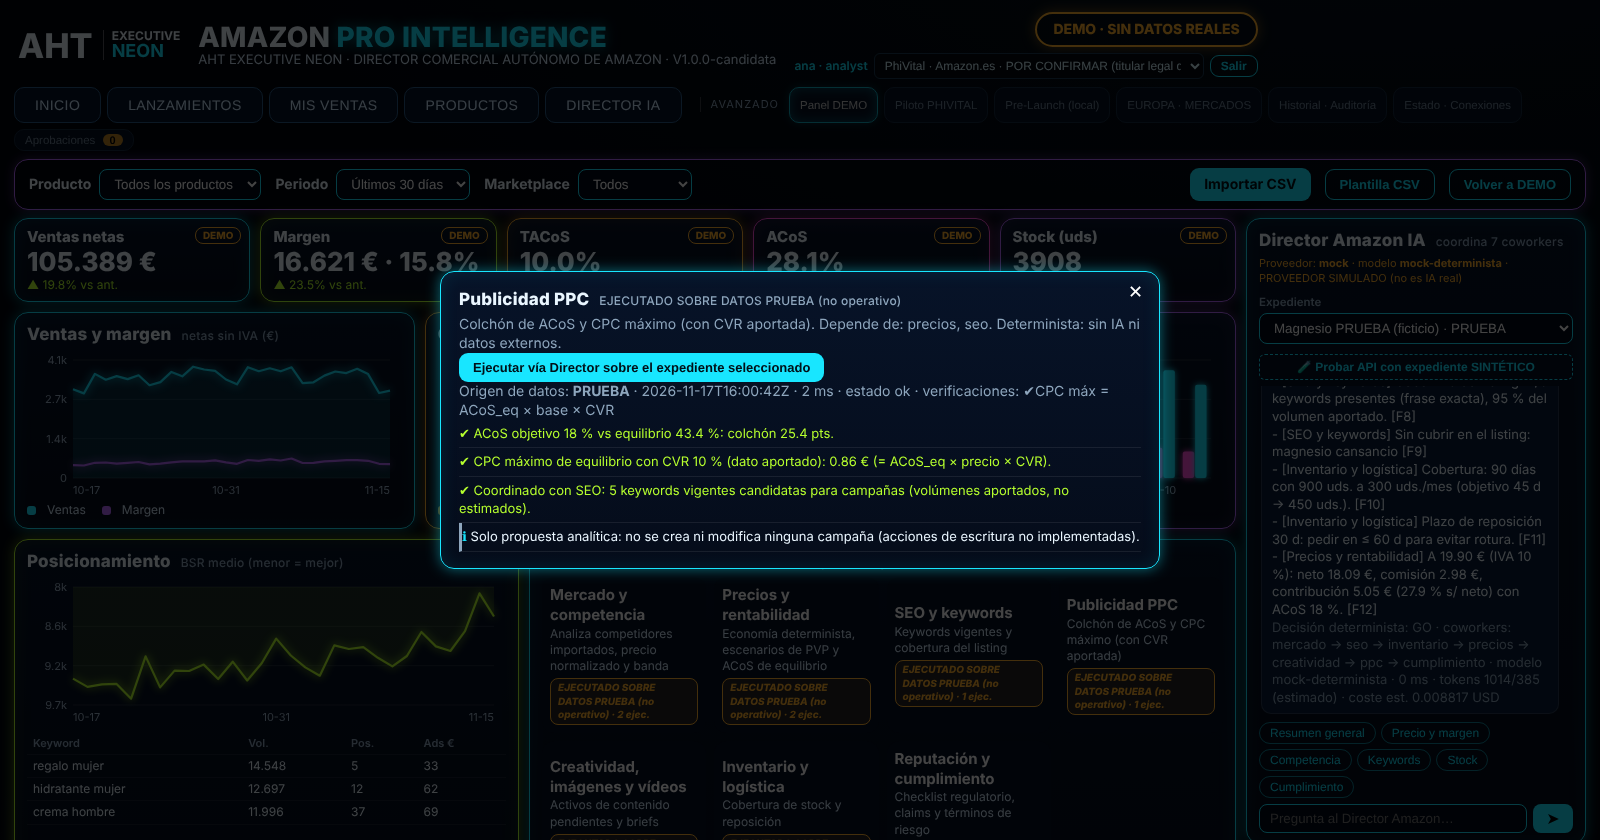 AHT
EXECUTIVE
NEON
AMAZON PRO INTELLIGENCE
AHT EXECUTIVE NEON · DIRECTOR COMERCIAL AUTÓNOMO DE AMAZON · V1.0.0-candidata
DEMO · SIN DATOS REALES
ana · analyst
PhiVital · Amazon.es · POR CONFIRMAR (titular legal c
Salir
INICIO
LANZAMIENTOS
MIS VENTAS
PRODUCTOS
DIRECTOR IA
AVANZADO
Panel DEMO
Piloto PHIVITAL
Pre-Launch (local)
EUROPA · MERCADOS
Historial · Auditoría
Estado · Conexiones
Aprobaciones 0
Producto
Todos los productos
Periodo
Últimos 30 días
Marketplace
Todos
Importar CSV
Plantilla CSV
Volver a DEMO
Ventas netas DEMO
105.389 €
▲ 19.8% vs ant.
Margen DEMO
16.621 € · 15.8%
▲ 23.5% vs ant.
TACoS DEMO
10.0%
ACoS DEMO
28.1%
Stock (uds) DEMO
3908
Ventas y margen netas sin IVA (€)
4.1k
2.7k
1.4k
0
10-17
10-31
11-15
Ventas
Margen
Publicidad PPC EJECUTADO SOBRE DATOS PRUEBA (no operativo)
✕
Colchón de ACoS y CPC máximo (con CVR aportada). Depende de: precios, seo. Determinista: sin IA ni
datos externos.
Ejecutar vía Director sobre el expediente seleccionado
Origen de datos: PRUEBA · 2026-11-17T16:00:42Z · 2 ms · estado ok · verificaciones: ✔CPC máx =
ACoS_eq × base × CVR
✔ ACoS objetivo 18 % vs equilibrio 43.4 %: colchón 25.4 pts.
✔ CPC máximo de equilibrio con CVR 10 % (dato aportado): 0.86 € (= ACoS_eq × precio × CVR).
✔ Coordinado con SEO: 5 keywords vigentes candidatas para campañas (volúmenes aportados, no
estimados).
ℹ Solo propuesta analítica: no se crea ni modifica ninguna campaña (acciones de escritura no implementadas).
Posicionamiento BSR medio (menor = mejor)
8k
8.6k
9.2k
9.7k
10-17
10-31
11-15
Keyword Vol. Pos. Ads €
regalo mujer 14.548 5 33
hidratante mujer 12.697 12 62
crema hombre 11.996 37 69
Mercado y
competencia
Analiza competidores
importados, precio
normalizado y banda
EJECUTADO SOBRE
DATOS PRUEBA (no
operativo) · 2 ejec.
Precios y
rentabilidad
Economía determinista,
escenarios de PVP y
ACoS de equilibrio
EJECUTADO SOBRE
DATOS PRUEBA (no
operativo) · 2 ejec.
SEO y keywords
Keywords vigentes y
cobertura del listing
EJECUTADO SOBRE
DATOS PRUEBA (no
operativo) · 1 ejec.
Publicidad PPC
Colchón de ACoS y CPC
máximo (con CVR
aportada)
EJECUTADO SOBRE
DATOS PRUEBA (no
operativo) · 1 ejec.
Creatividad,
imágenes y vídeos
Activos de contenido
pendientes y briefs
Inventario y
logística
Cobertura de stock y
reposición
Reputación y
cumplimiento
Checklist regulatorio,
claims y términos de
riesgo
Director Amazon IA coordina 7 coworkers
Proveedor: mock · modelo mock-determinista ·
PROVEEDOR SIMULADO (no es IA real)
Expediente
Magnesio PRUEBA (ficticio) · PRUEBA
Probar API con expediente SINTÉTICO
keywords presentes (frase exacta), 95 % del
volumen aportado. [F8]
- [SEO y keywords] Sin cubrir en el listing:
magnesio cansancio [F9]
- [Inventario y logística] Cobertura: 90 días
con 900 uds. a 300 uds./mes (objetivo 45 d
→ 450 uds.). [F10]
- [Inventario y logística] Plazo de reposición
30 d: pedir en ≤ 60 d para evitar rotura. [F11]
- [Precios y rentabilidad] A 19.90 € (IVA 10
%): neto 18.09 €, comisión 2.98 €,
contribución 5.05 € (27.9 % s/ neto) con
ACoS 18 %. [F12]
Decisión determinista: GO · coworkers:
mercado → seo → inventario → precios →
creatividad → ppc → cumplimiento · modelo
mock-determinista · 0 ms · tokens 1014/385
(estimado) · coste est. 0.008817 USD
Resumen general
Precio y margen
Competencia
Keywords
Stock
Cumplimiento
Pregunta al Director Amazon...
➤